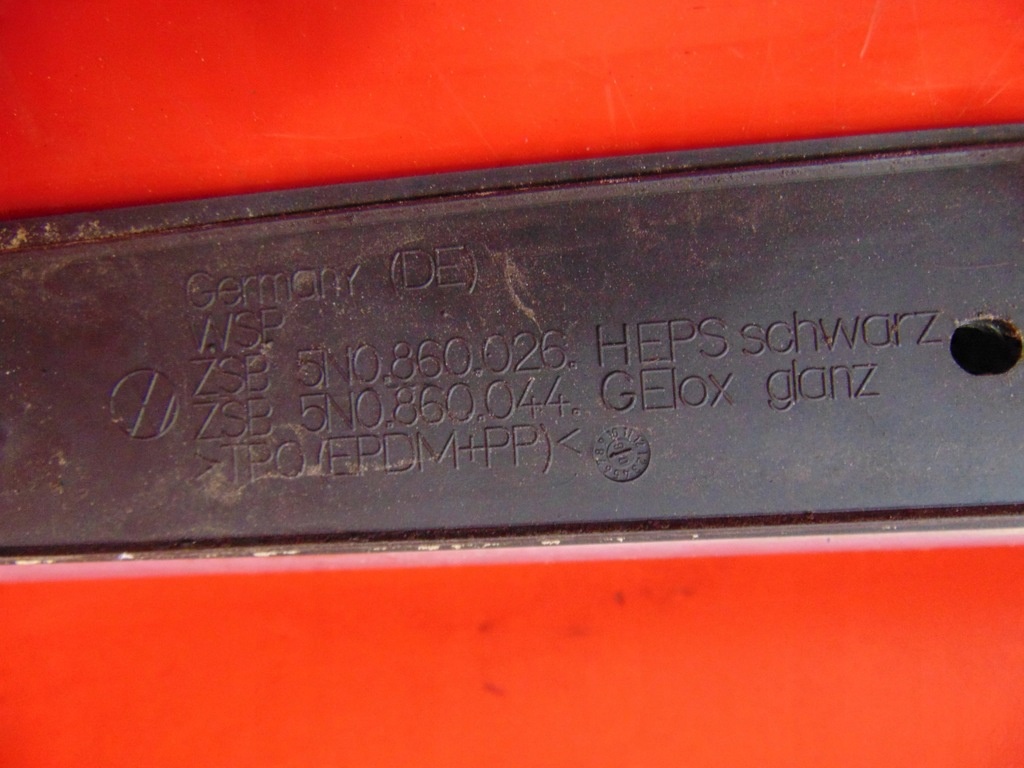 Germany (DE)
WSP
ZSB 5N0.860.026. HEPS schwarz
ZSB 5N0.860.044. GElox glanz
>TPO (EPDM+PP)<